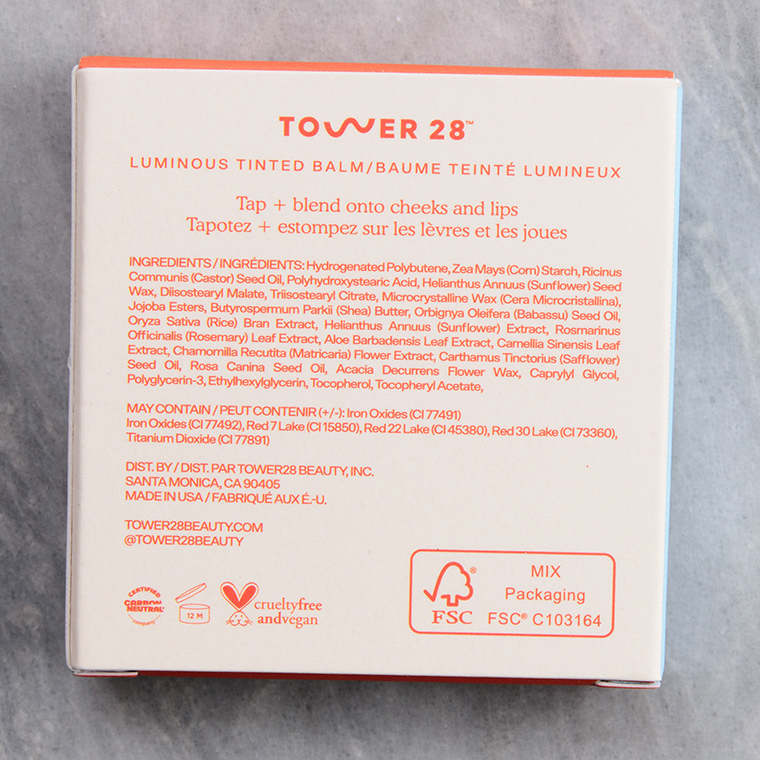 TOWER 28™
LUMINOUS TINTED BALM/BAUME TEINTÉ LUMINEUX
Tap + blend onto cheeks and lips
Tapotez + estompez sur les lèvres et les joues
INGREDIENTS / INGRÉDIENTS: Hydrogenated Polybutene, Zea Mays (Corn) Starch, Ricinus
Communis (Castor) Seed Oil, Polyhydroxystearic Acid, Helianthus Annuus (Sunflower) Seed
Wax, Diisostearyl Malate, Triisostearyl Citrate, Microcrystalline Wax (Cera Microcristallina),
Jojoba Esters, Butyrospermum Parkii (Shea) Butter, Orbignya Oleifera (Babassu) Seed Oil,
Oryza Sativa (Rice) Bran Extract, Helianthus Annuus (Sunflower) Extract, Rosmarinus
Officinalis (Rosemary) Leaf Extract, Aloe Barbadensis Leaf Extract, Camellia Sinensis Leaf
Extract, Chamomilla Recutita (Matricaria) Flower Extract, Carthamus Tinctorius (Safflower)
Seed Oil, Rosa Canina Seed Oil, Acacia Decurrens Flower Wax, Caprylyl Glycol,
Polyglycerin-3, Ethylhexylglycerin, Tocopherol, Tocopheryl Acetate,
MAY CONTAIN / PEUT CONTENIR (+/-): Iron Oxides (CI 77491)
Iron Oxides (CI 77492), Red 7 Lake (CI 15850), Red 22 Lake (CI 45380), Red 30 Lake (CI 73360),
Titanium Dioxide (CI 77891)
DIST. BY / DIST. PAR TOWER28 BEAUTY, INC.
SANTA MONICA, CA 90405
MADE IN USA / FABRIQUÉ AUX É.-U.
TOWER28BEAUTY.COM
@TOWER28BEAUTY
CERTIFIED
CARBON
NEUTRAL
company
12 M
crueltyfree
andvegan
FSC
MIX
Packaging
FSC® C103164